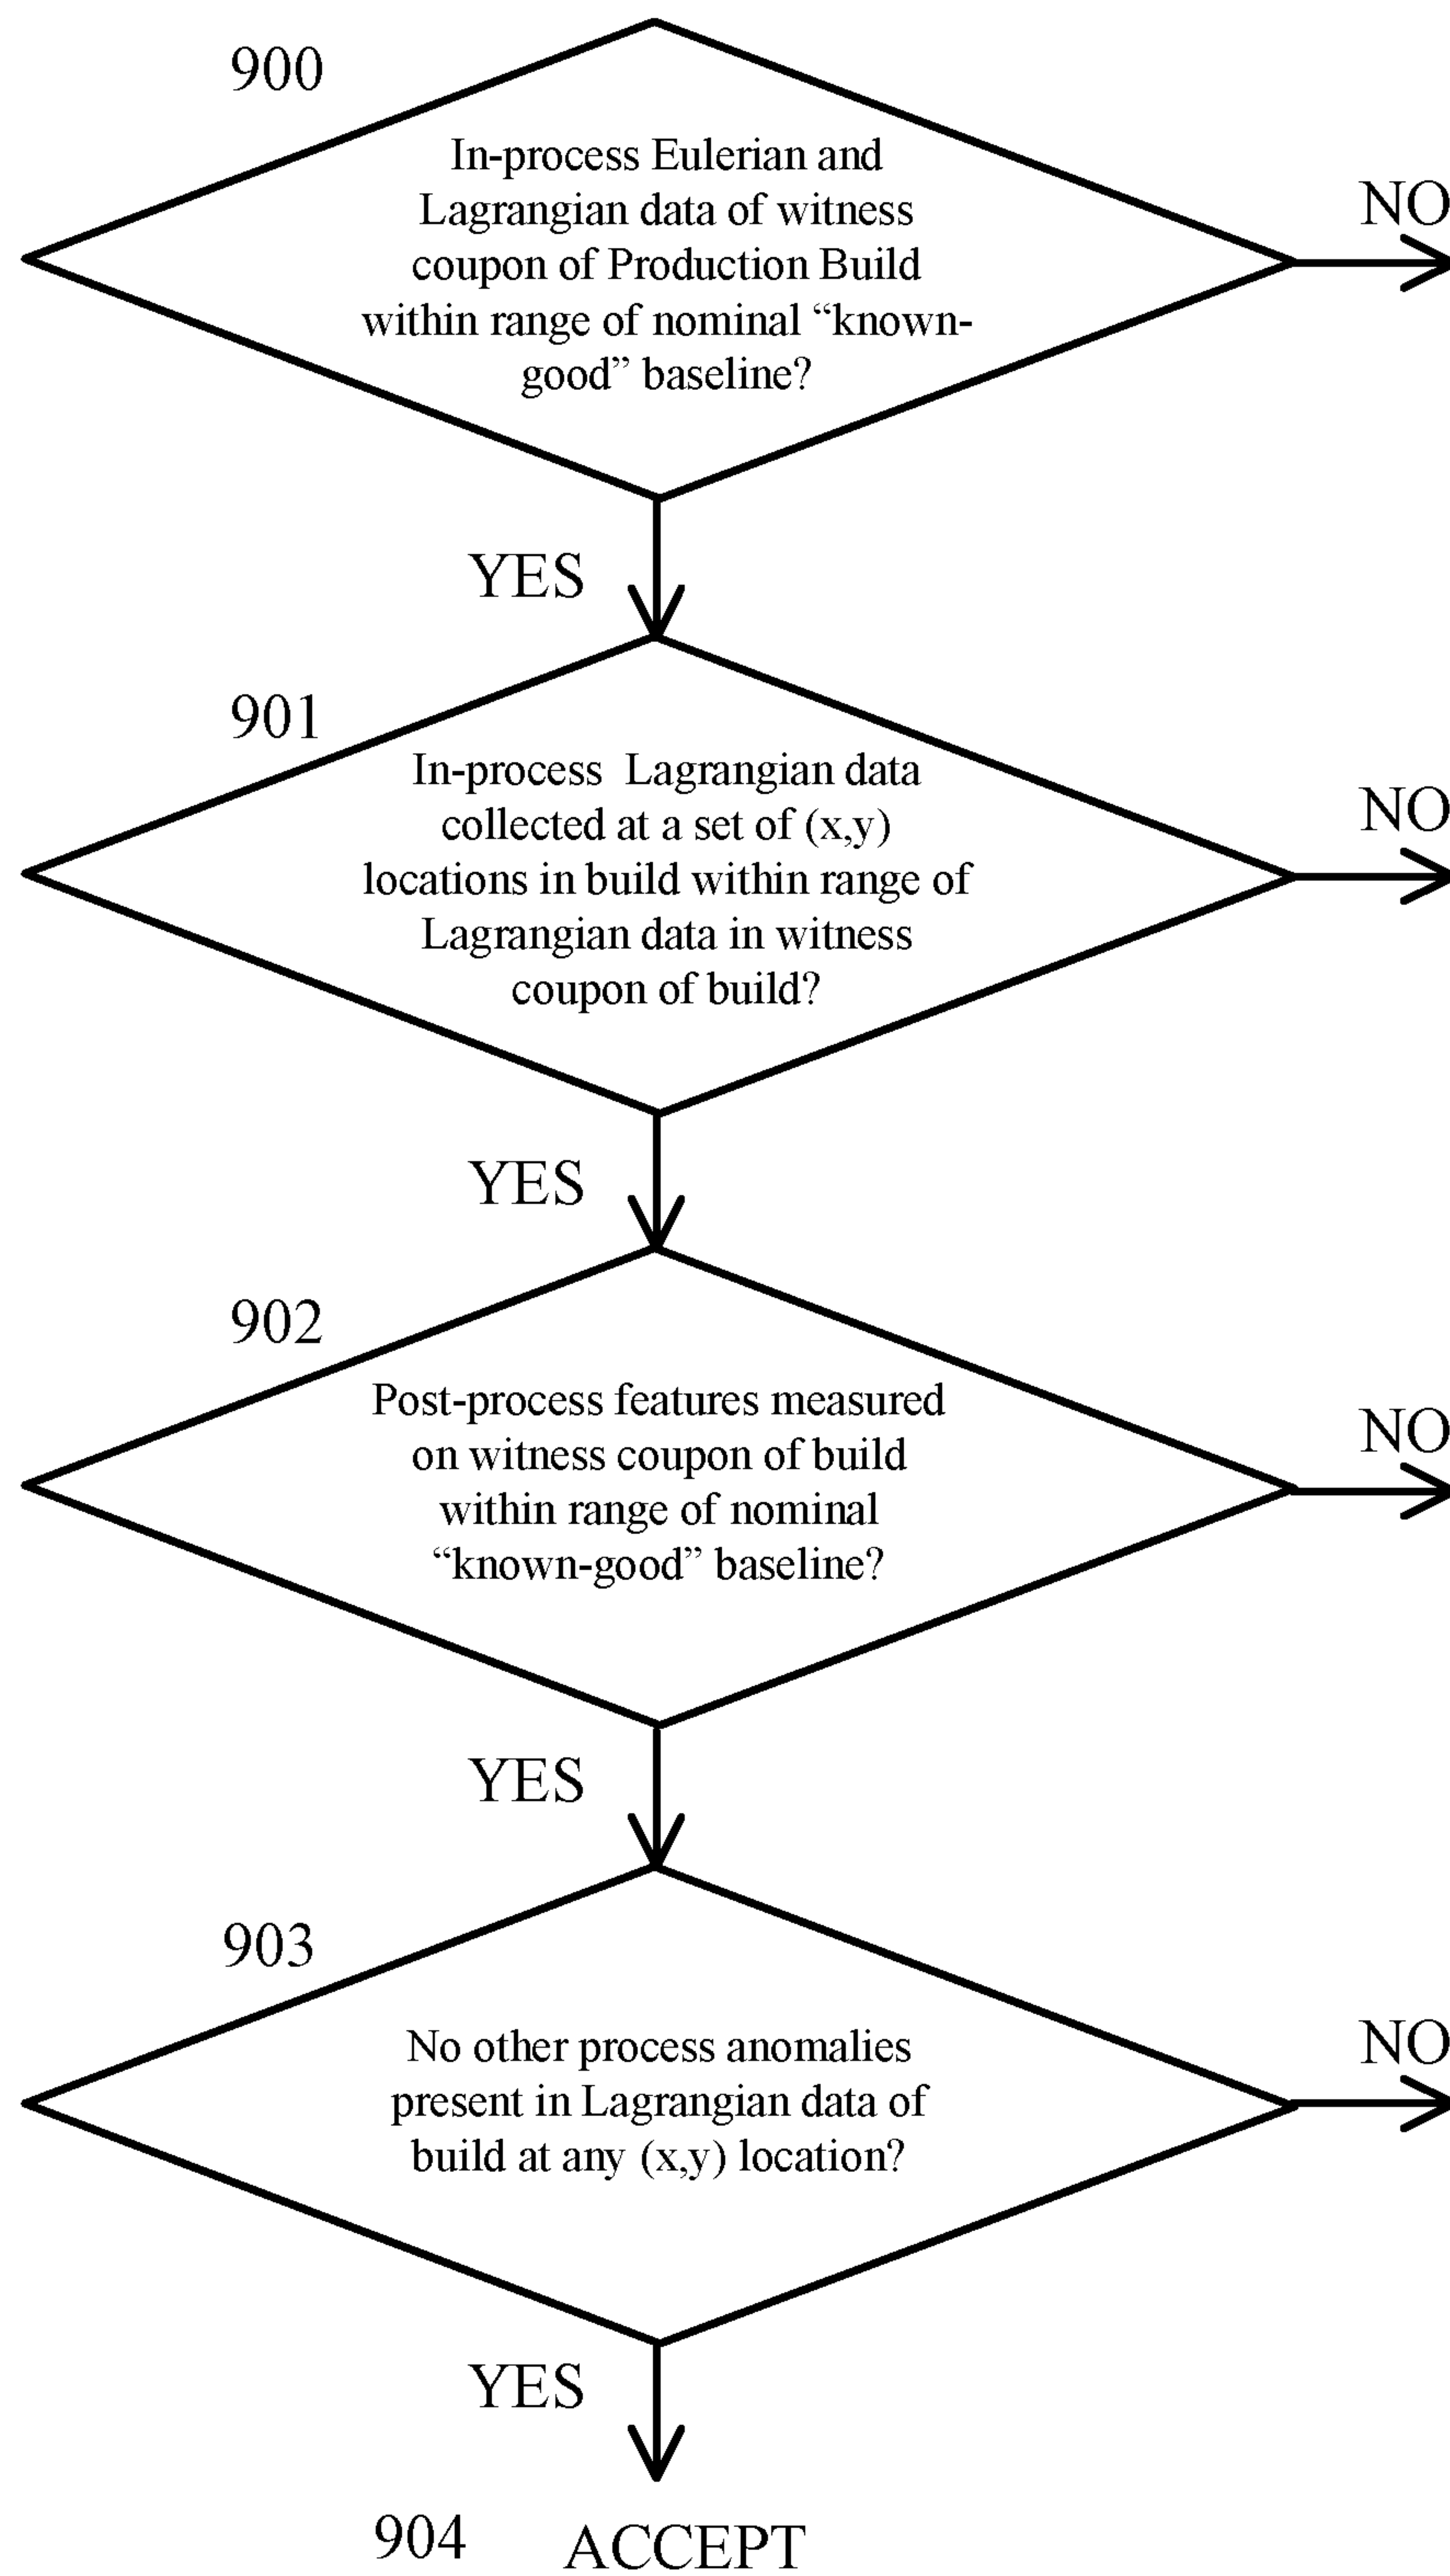 900
In-process Eulerian and
Lagrangian data of witness
coupon of Production Build
within range of nominal “known-
good” baseline?
NO
YES
901
In-process Lagrangian data
collected at a set of (x,y)
locations in build within range of
Lagrangian data in witness
coupon of build?
NO
YES
902
Post-process features measured
on witness coupon of build
within range of nominal
“known-good” baseline?
NO
YES
903
No other process anomalies
present in Lagrangian data of
build at any (x,y) location?
NO
YES
904 ACCEPT